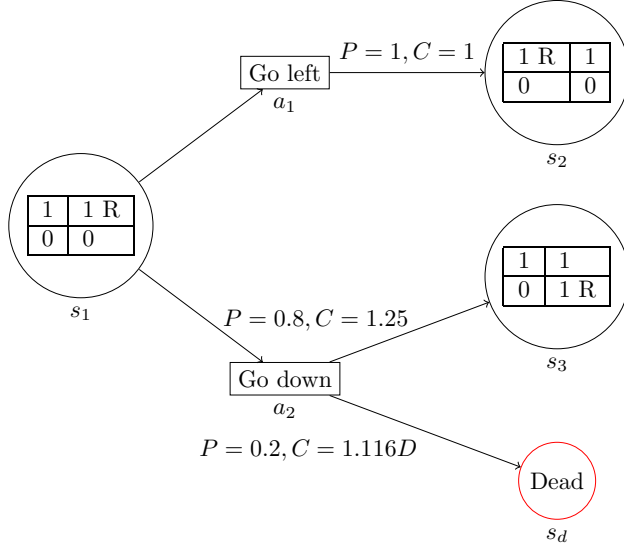 Go left
a₁
P = 1, C = 1
1 R 1
0 0
s₂
1 1 R
0 0
s₁
P = 0.8, C = 1.25
1 1
0 1 R
s₃
Go down
a₂
P = 0.2, C = 1.116D
Dead
s_d